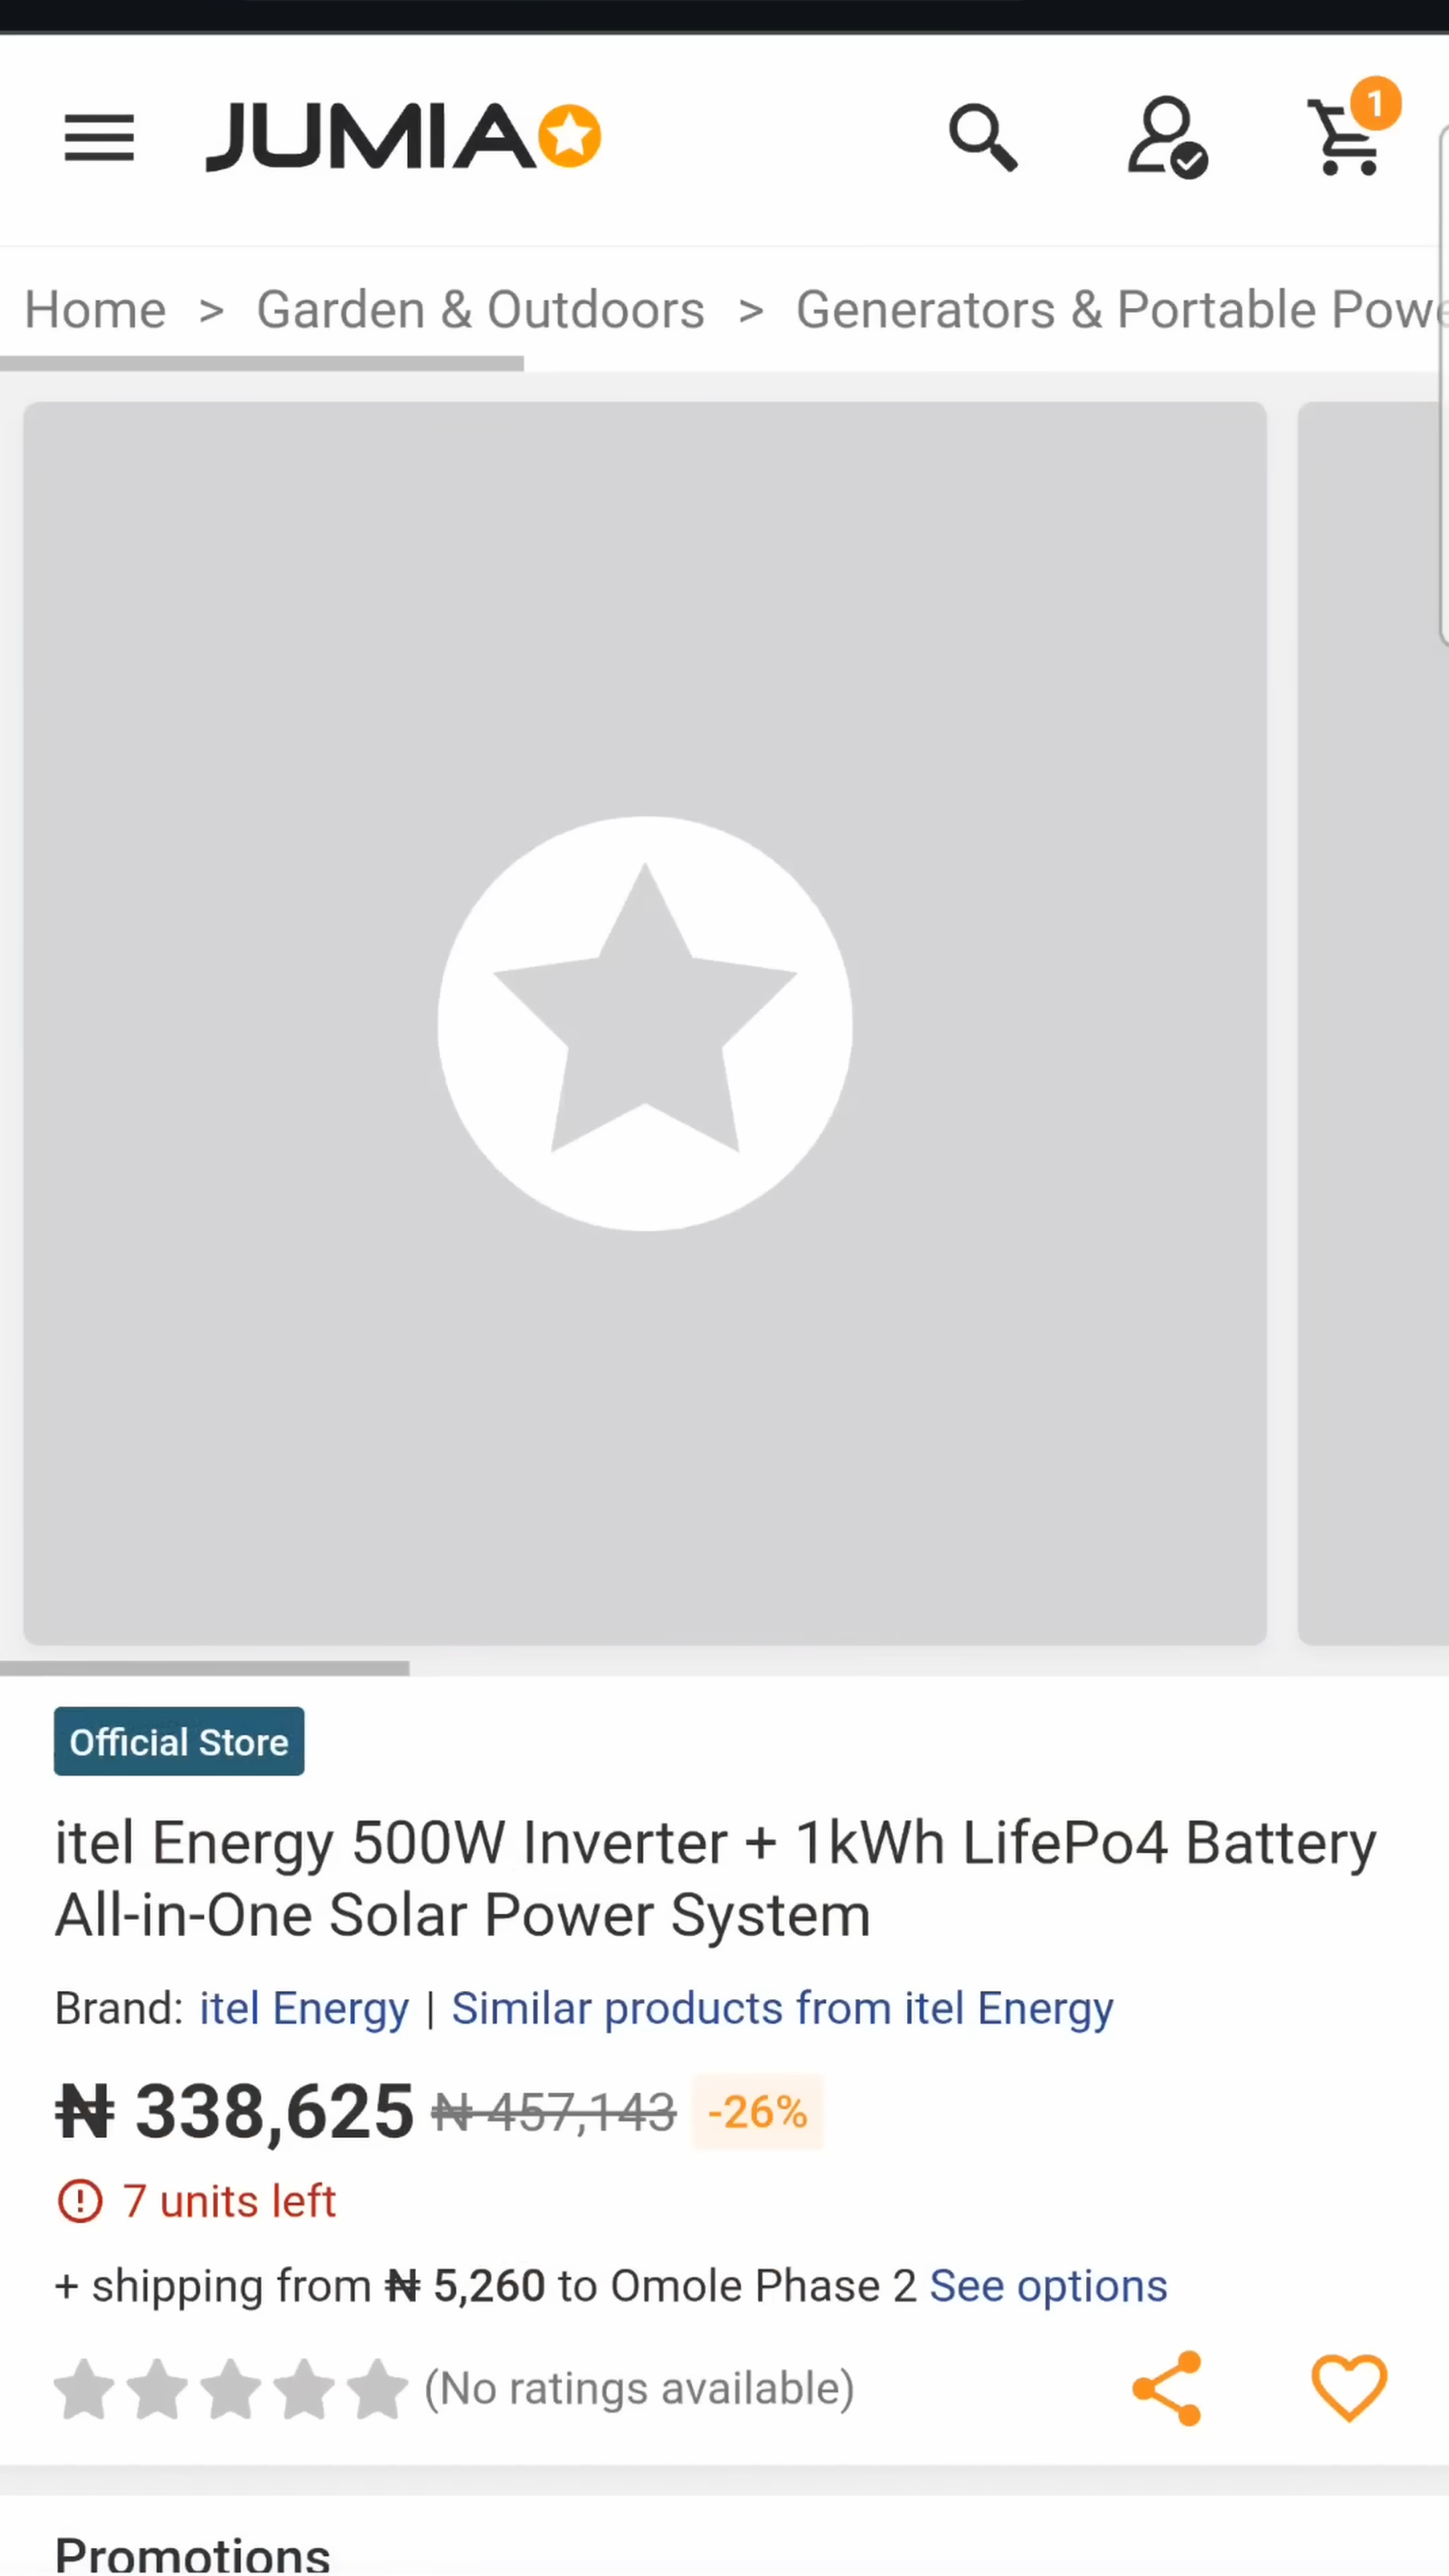 JUMIA
1
Home > Garden & Outdoors > Generators & Portable Powe
Official Store
itel Energy 500W Inverter + 1kWh LifePo4 Battery
All-in-One Solar Power System
Brand: itel Energy | Similar products from itel Energy
₦ 338,625 ₦ 457,143 -26%
7 units left
+ shipping from ₦ 5,260 to Omole Phase 2 See options
(No ratings available)
Promotions